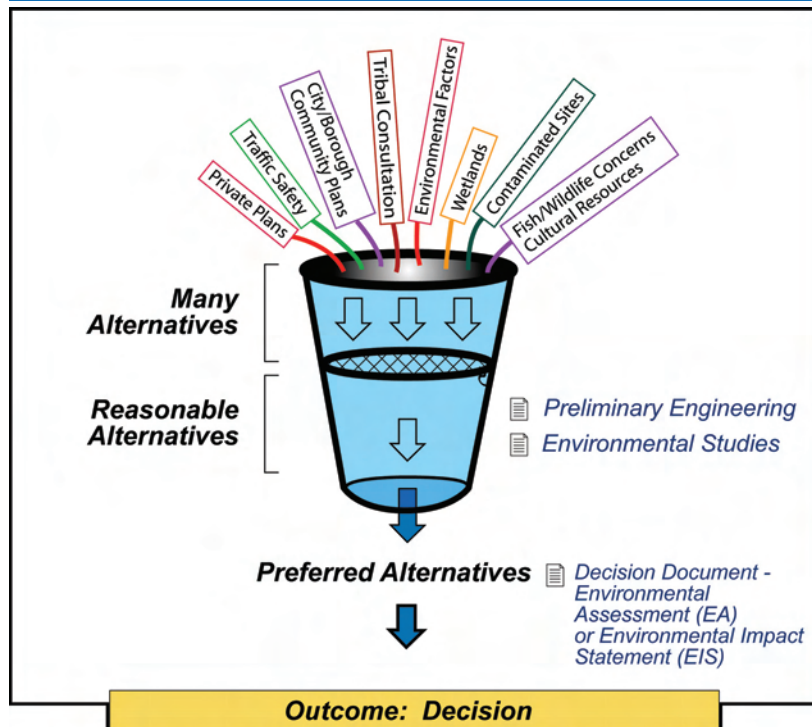 Private Plans
Traffic Safety
City/Borough
Community Plans
Tribal Consultation
Environmental Factors
Wetlands
Contaminated Sites
Fish/Wildlife Concerns
Cultural Resources
Many
Alternatives
Reasonable
Alternatives
Preliminary Engineering
Environmental Studies
Preferred Alternatives
Decision Document -
Environmental
Assessment (EA)
or Environmental Impact
Statement (EIS)
Outcome: Decision